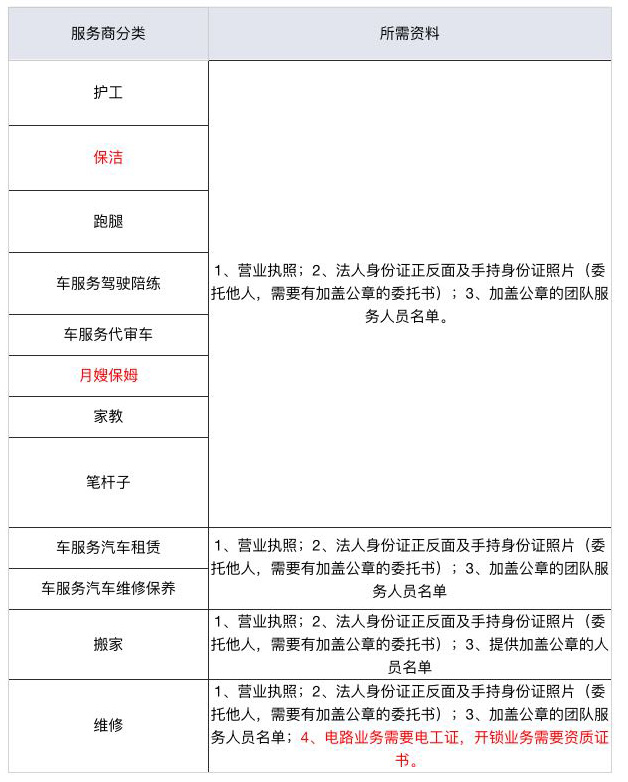 服务商分类
所需资料
护工
保洁
跑腿
车服务驾驶陪练
车服务代审车
月嫂保姆
家教
笔杆子
1、营业执照；2、法人身份证正反面及手持身份证照片（委
托他人，需要有加盖公章的委托书）；3、加盖公章的团队服
务人员名单。
车服务汽车租赁
车服务汽车维修保养
1、营业执照；2、法人身份证正反面及手持身份证照片（委
托他人，需要有加盖公章的委托书）；3、加盖公章的团队服
务人员名单
搬家
1、营业执照；2、法人身份证正反面及手持身份证照片（委
托他人，需要有加盖公章的委托书）；3、提供加盖公章的人
员名单
维修
1、营业执照；2、法人身份证正反面及手持身份证照片（委
托他人，需要有加盖公章的委托书）；3、加盖公章的团队服
务人员名单；4、电路业务需要电工证，开锁业务需要资质证
书。